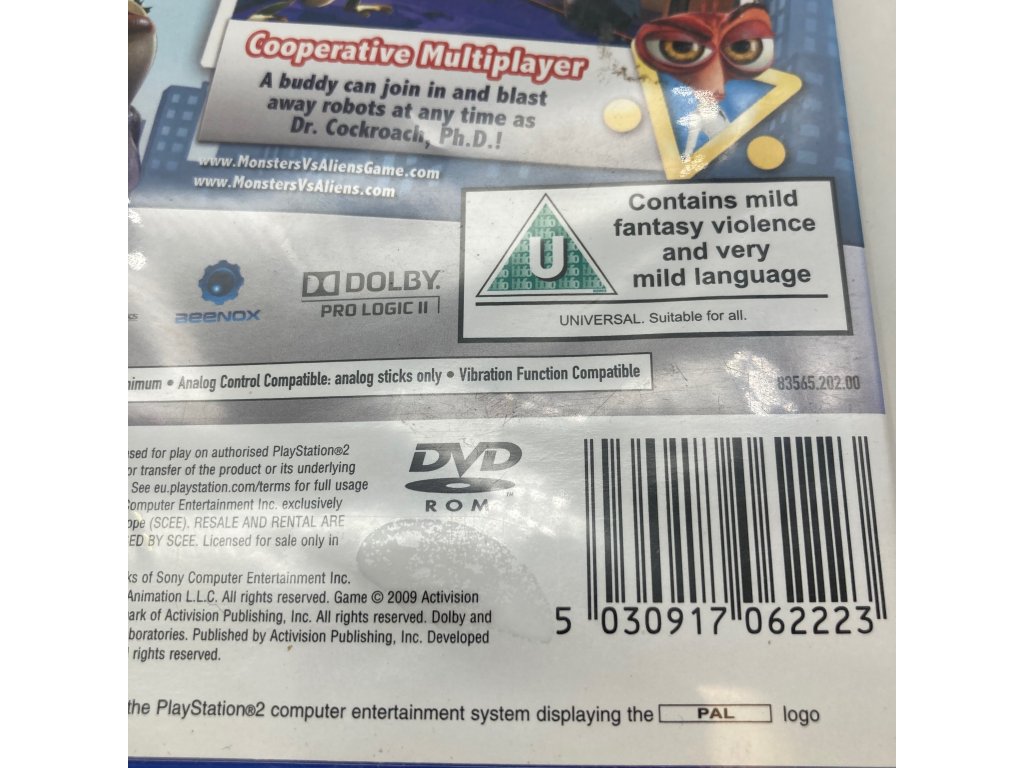 Cooperative Multiplayer
A buddy can join in and blast
away robots at any time as
Dr. Cockroach, Ph.D.!
www.MonstersVsAliensGame.com
www.MonstersVsAliens.com
U
Contains mild
fantasy violence
and very
mild language
UNIVERSAL. Suitable for all.
BEENOX
DOLBY
PRO LOGIC II
nimum • Analog Control Compatible: analog sticks only • Vibration Function Compatible
83565.202.00
sed for play on authorised PlayStation®2
or transfer of the product or its underlying
See eu.playstation.com/terms for full usage
Computer Entertainment Inc. exclusively
ope (SCEE). RESALE AND RENTAL ARE
ED BY SCEE. Licensed for sale only in
DVD
ROM™
ks of Sony Computer Entertainment Inc.
Animation L.L.C. All rights reserved. Game © 2009 Activision
ark of Activision Publishing, Inc. All rights reserved. Dolby and
boratories. Published by Activision Publishing, Inc. Developed
rights reserved.
5 030917 062223
the PlayStation®2 computer entertainment system displaying the PAL logo